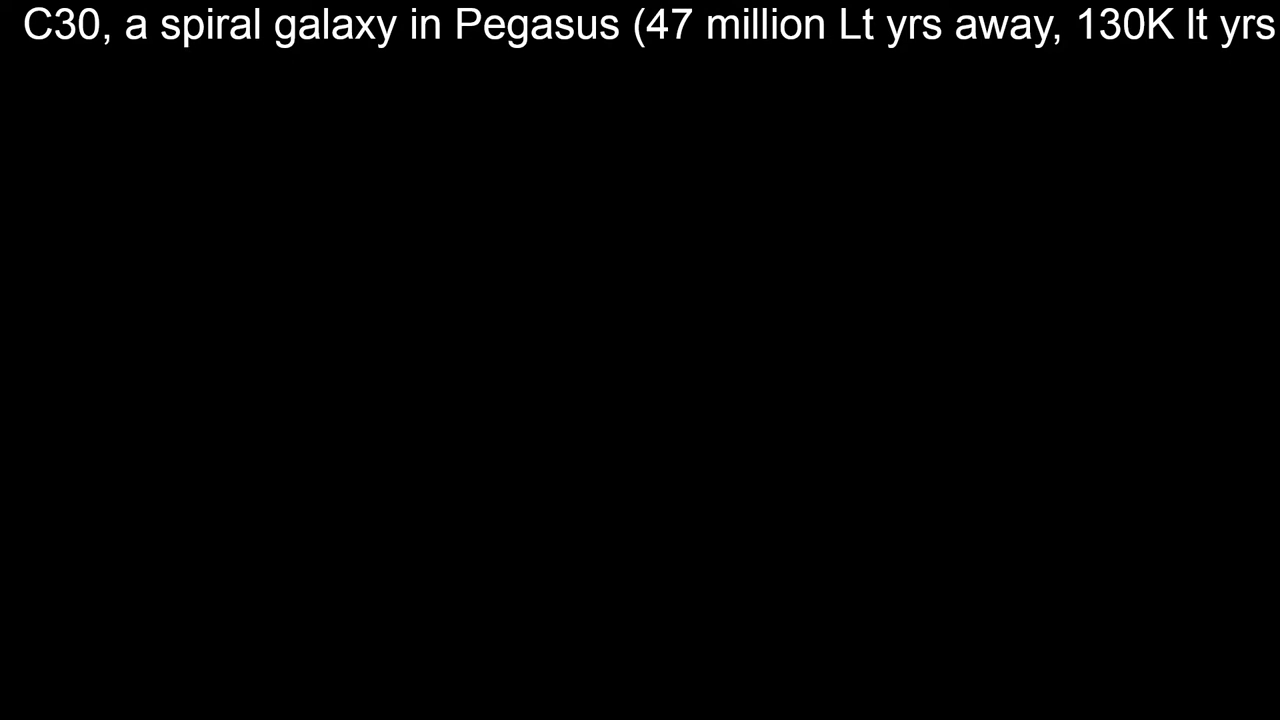 C30, a spiral galaxy in Pegasus (47 million Lt yrs away, 130K lt yrs